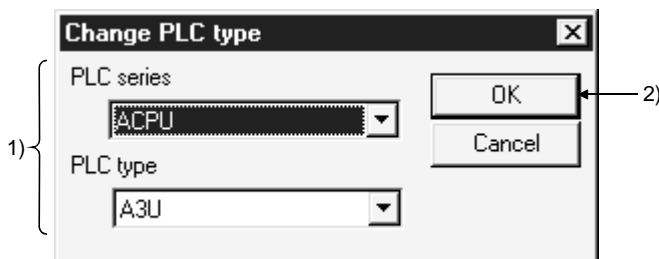 Change PLC type
PLC series
OK
2)
ACPU
1)
Cancel
PLC type
A3U